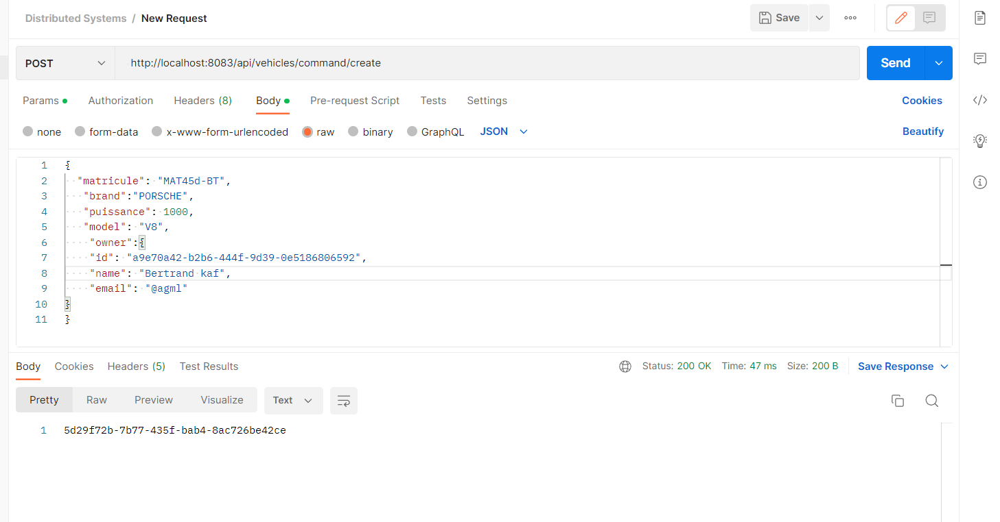 Distributed Systems / New Request
Save
POST
http://localhost:8083/api/vehicles/command/create
Send
Params Authorization Headers (8) Body Pre-request Script Tests Settings Cookies
none form-data x-www-form-urlencoded raw binary GraphQL JSON Beautify
1 {
2 "matricule": "MAT45d-BT",
3 "brand":"PORSCHE",
4 "puissance": 1000,
5 "model": "V8",
6 "owner":{
7 "id": "a9e70a42-b2b6-444f-9d39-0e5186806592",
8 "name": "Bertrand kaf",
9 "email": "@agml"
10 }
11 }
Body Cookies Headers (5) Test Results Status: 200 OK Time: 47 ms Size: 200 B Save Response
Pretty Raw Preview Visualize Text
1 5d29f72b-7b77-435f-bab4-8ac726be42ce